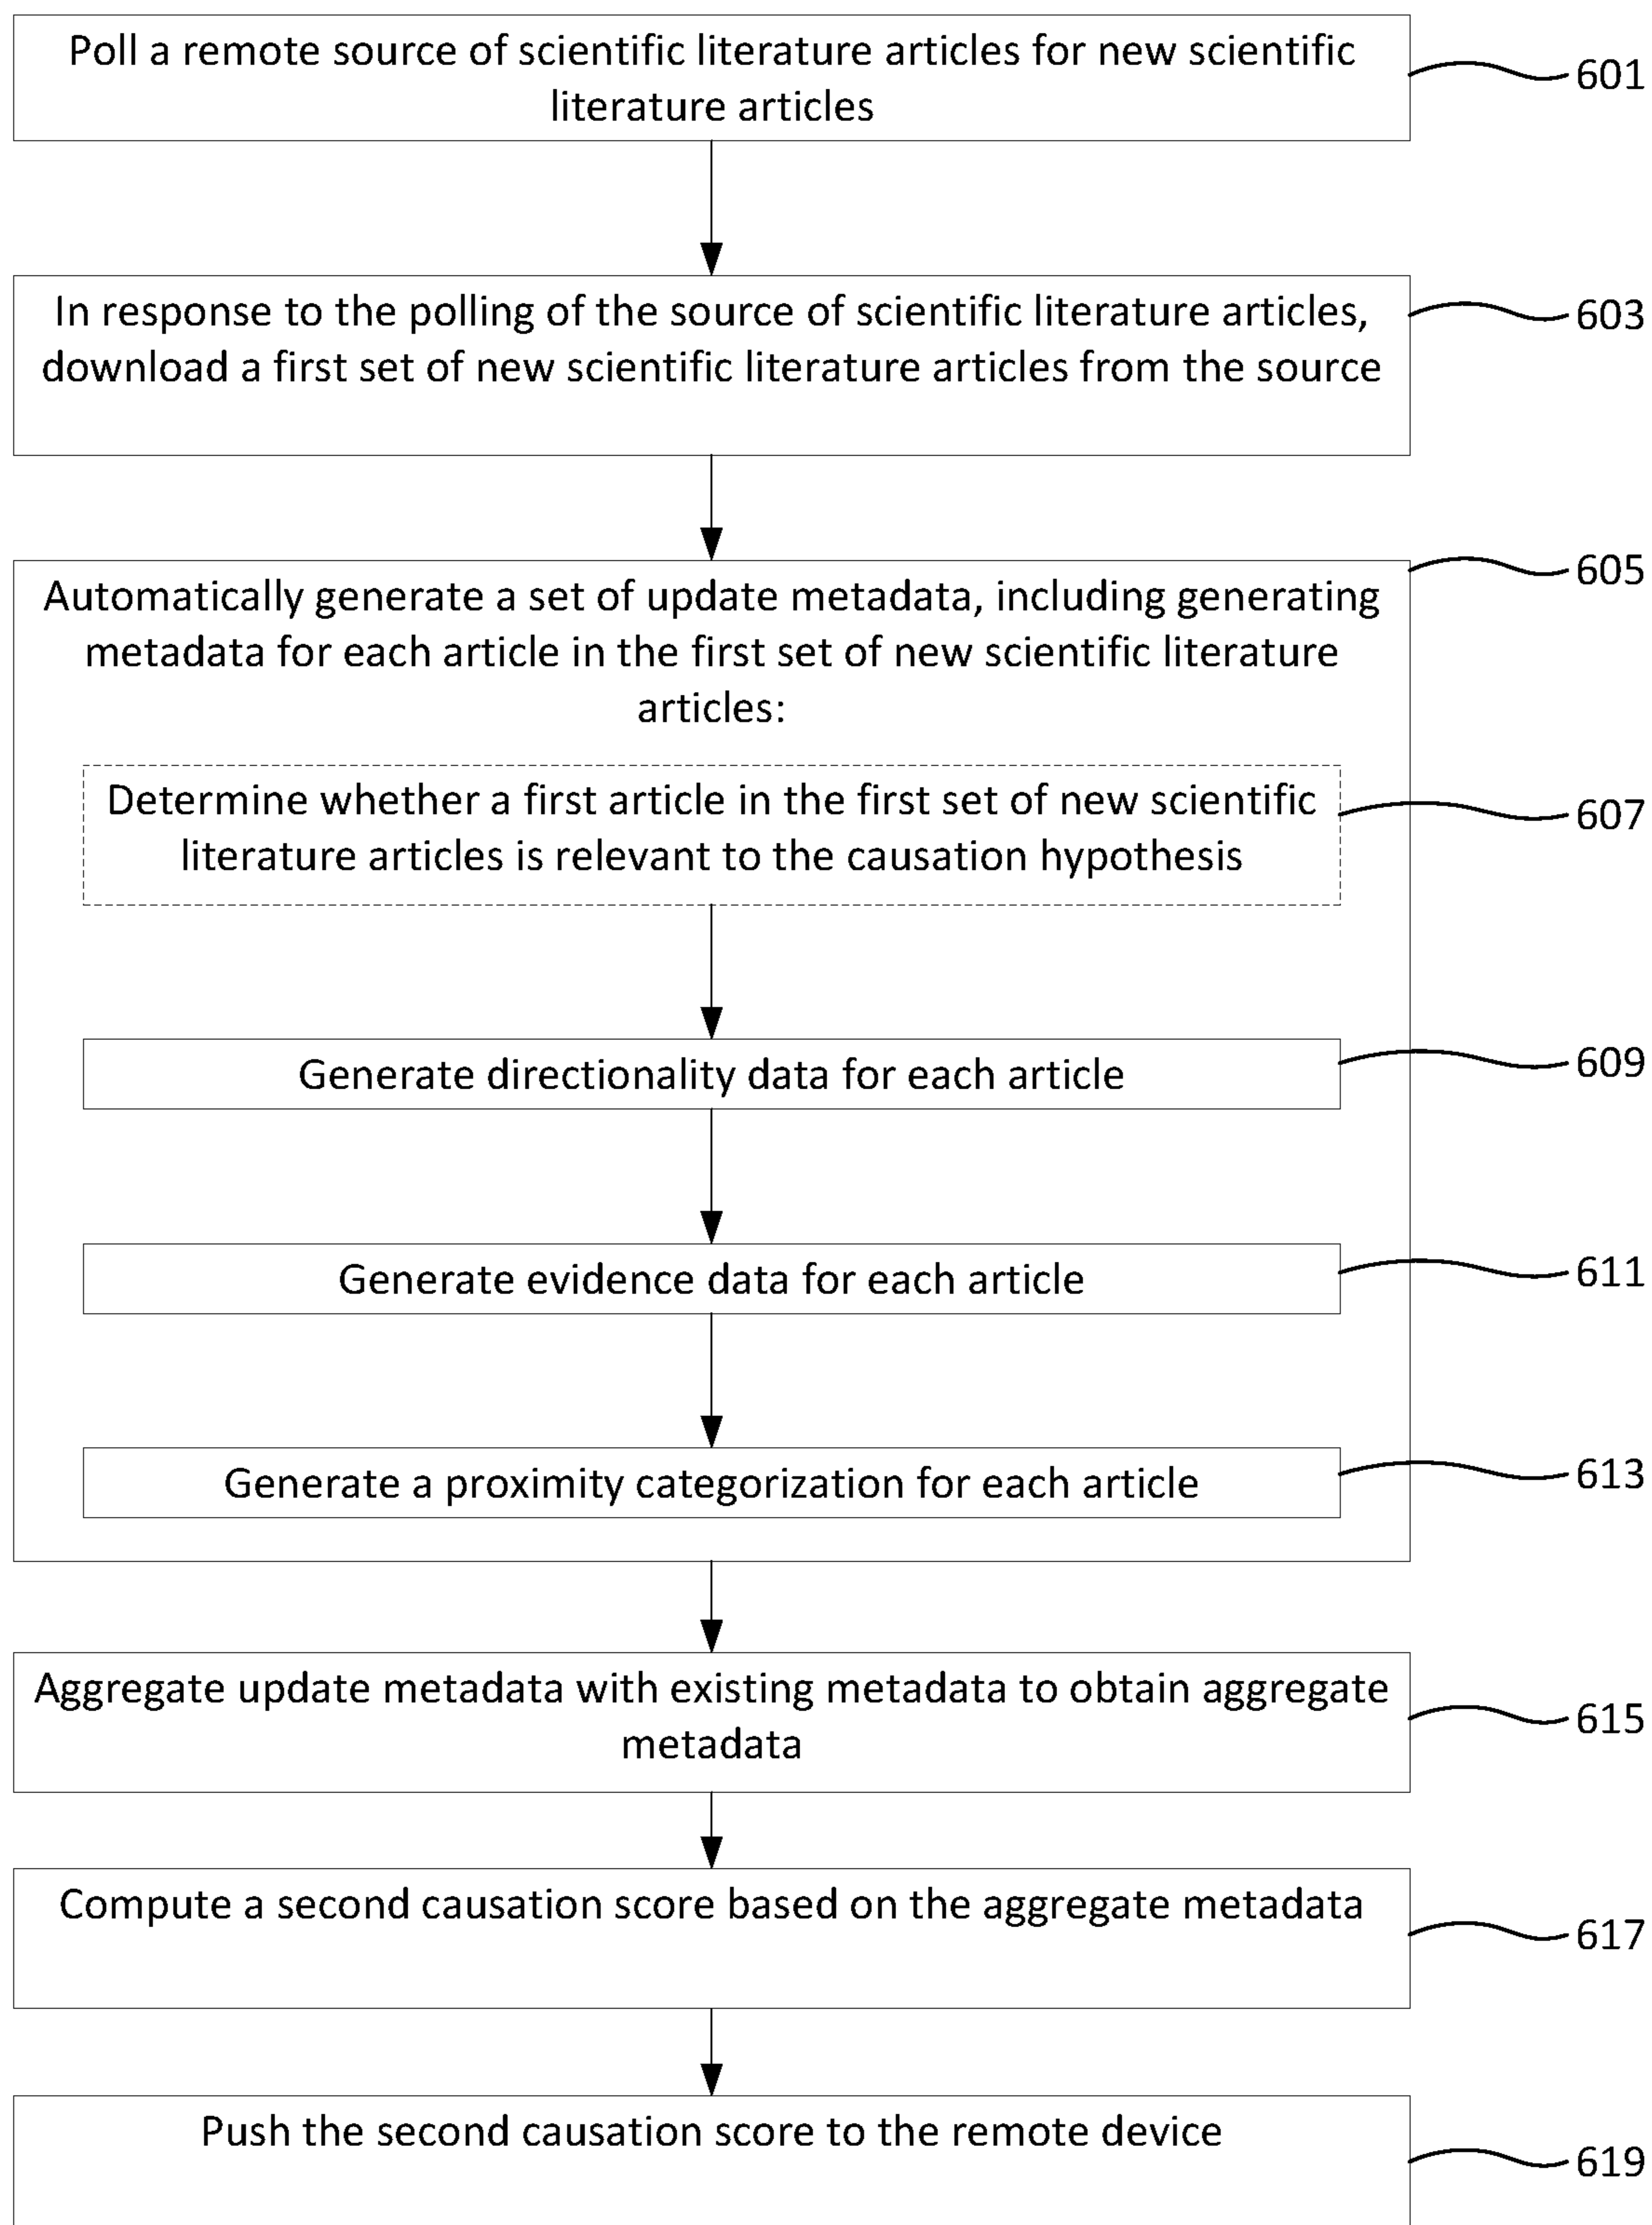 Poll a remote source of scientific literature articles for new scientific
literature articles
601
In response to the polling of the source of scientific literature articles,
download a first set of new scientific literature articles from the source
603
Automatically generate a set of update metadata, including generating
metadata for each article in the first set of new scientific literature
articles:
605
Determine whether a first article in the first set of new scientific
literature articles is relevant to the causation hypothesis
607
Generate directionality data for each article
609
Generate evidence data for each article
611
Generate a proximity categorization for each article
613
Aggregate update metadata with existing metadata to obtain aggregate
metadata
615
Compute a second causation score based on the aggregate metadata
617
Push the second causation score to the remote device
619